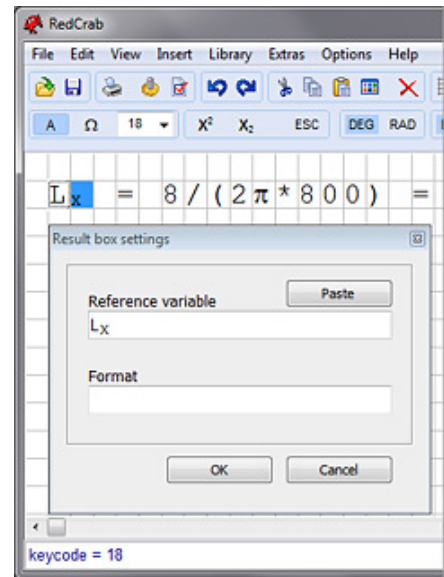 RedCrab
File Edit View Insert Library Extras Options Help
A Ω 18 X² X₂ ESC DEG RAD
Lₓ = 8/(2π*800) =
Result box settings
Reference variable Paste
Lₓ
Format
OK Cancel
keycode = 18